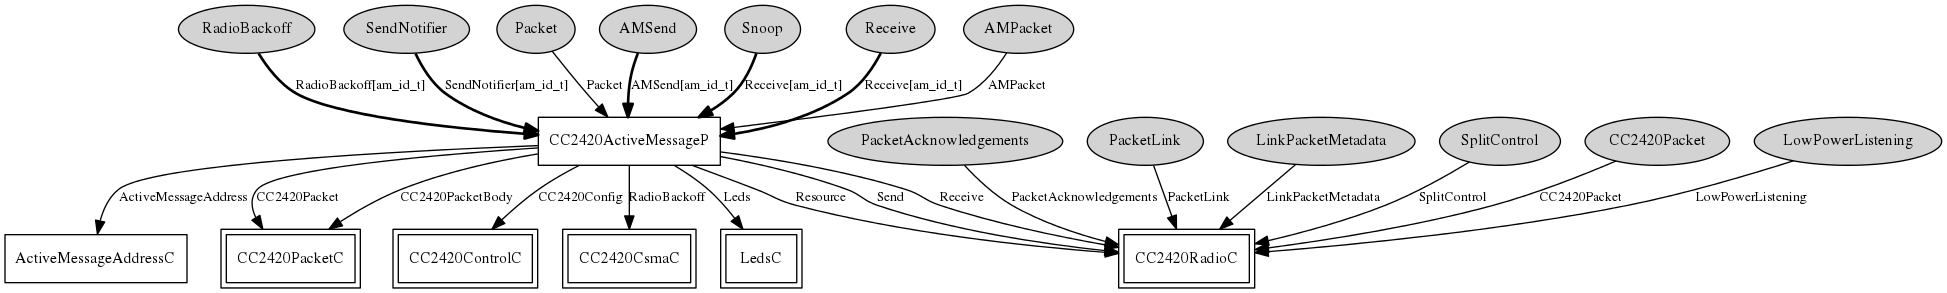 RadioBackoff
SendNotifier
Packet
AMSend
Snoop
Receive
AMPacket
RadioBackoff[am_id_t]
SendNotifier[am_id_t]
Packet
AMSend[am_id_t]
Receive[am_id_t]
Receive[am_id_t]
AMPacket
CC2420ActiveMessageP
PacketAcknowledgements
PacketLink
LinkPacketMetadata
SplitControl
CC2420Packet
LowPowerListening
ActiveMessageAddress
CC2420Packet
CC2420PacketBody
CC2420Config
RadioBackoff
Leds
Resource
Send
Receive
PacketAcknowledgements
PacketLink
LinkPacketMetadata
SplitControl
CC2420Packet
LowPowerListening
ActiveMessageAddressC
CC2420PacketC
CC2420ControlC
CC2420CsmaC
LedsC
CC2420RadioC